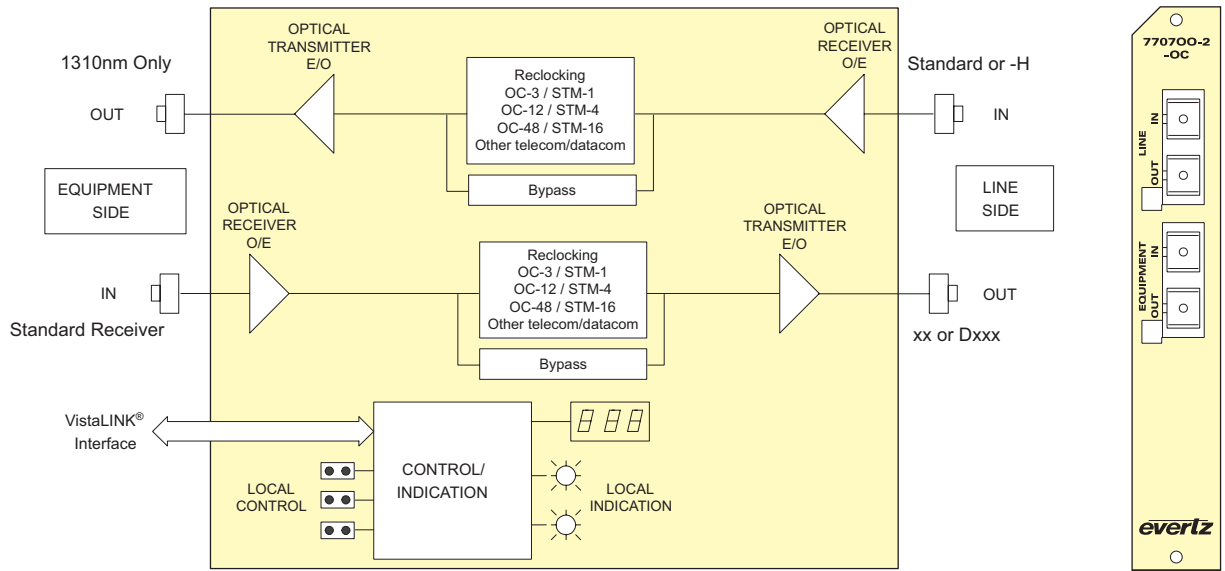 OPTICAL
TRANSMITTER
E/O
OPTICAL
RECEIVER
O/E
1310nm Only
Standard or -H
OUT
IN
Reclocking
OC-3 / STM-1
OC-12 / STM-4
OC-48 / STM-16
Other telecom/datacom
Bypass
EQUIPMENT
SIDE
LINE
SIDE
OPTICAL
RECEIVER
O/E
OPTICAL
TRANSMITTER
E/O
IN
OUT
Standard Receiver
xx or Dxxx
Reclocking
OC-3 / STM-1
OC-12 / STM-4
OC-48 / STM-16
Other telecom/datacom
Bypass
VistaLINK®
Interface
LOCAL
CONTROL
CONTROL/
INDICATION
888
LOCAL
INDICATION
7707OO-2
-OC
LINE
IN
OUT
EQUIPMENT
IN
OUT
evertz